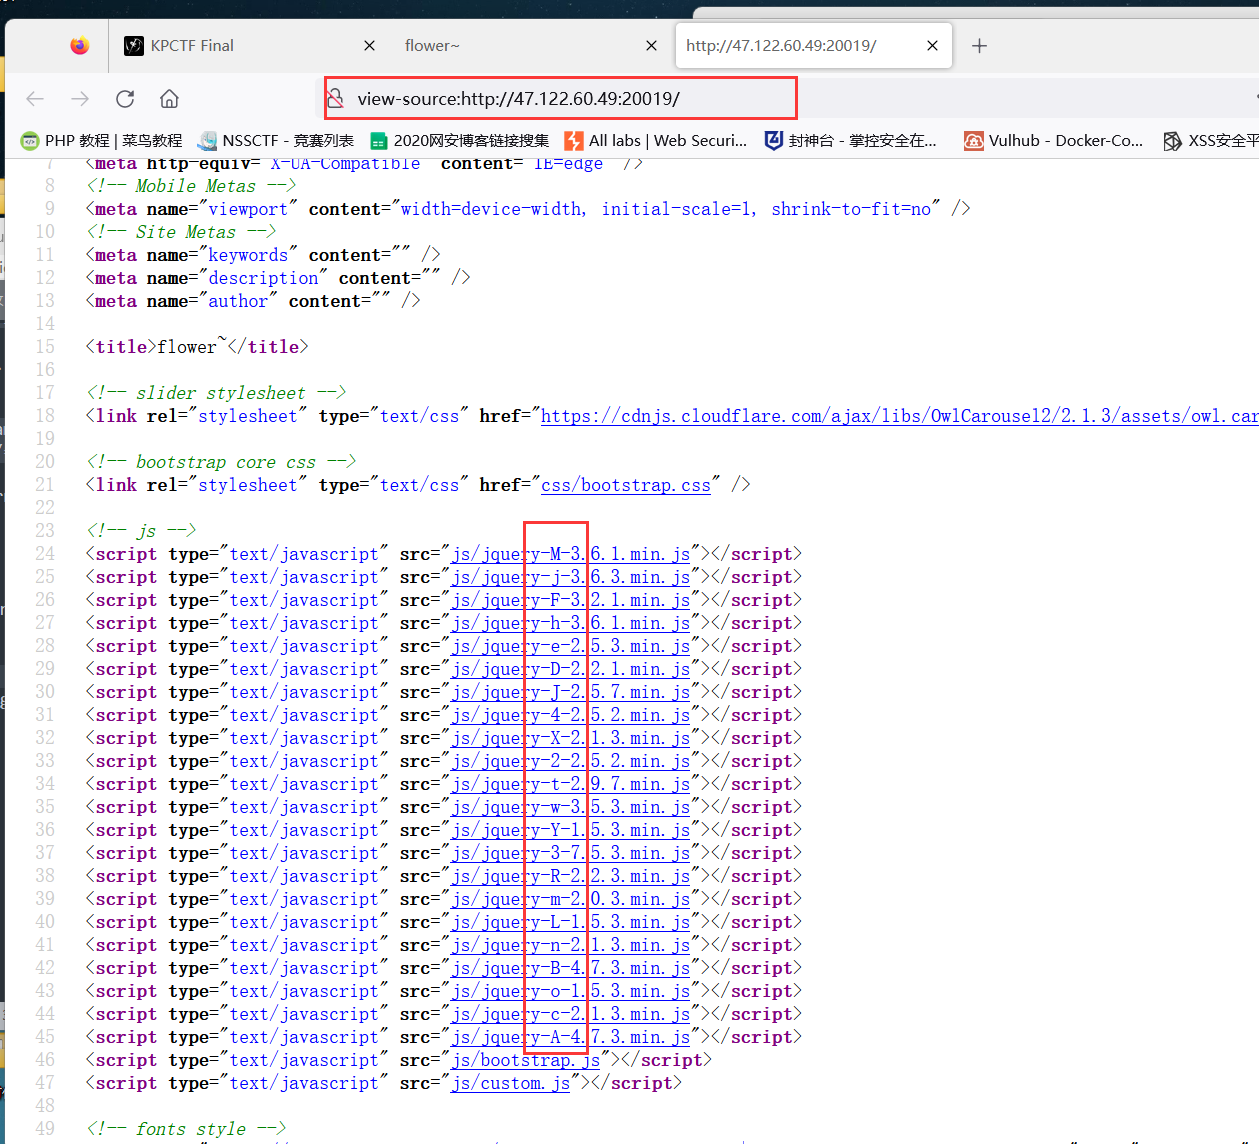 KPCTF Final
flower~
http://47.122.60.49:20019/
view-source:http://47.122.60.49:20019/
PHP 教程 | 菜鸟教程 NSSCTF - 竞赛列表 2020网安博客链接搜集 All labs | Web Securi... 封神台 - 掌控安全在... Vulhub - Docker-Co... XSS安全平
7 <meta http-equiv="X-UA-Compatible" content="IE=edge" />
8 <!-- Mobile Metas -->
9 <meta name="viewport" content="width=device-width, initial-scale=1, shrink-to-fit=no" />
10 <!-- Site Metas -->
11 <meta name="keywords" content="" />
12 <meta name="description" content="" />
13 <meta name="author" content="" />
14
15 <title>flower~</title>
16
17 <!-- slider stylesheet -->
18 <link rel="stylesheet" type="text/css" href="https://cdnjs.cloudflare.com/ajax/libs/OwlCarousel2/2.1.3/assets/owl.car
19
20 <!-- bootstrap core css -->
21 <link rel="stylesheet" type="text/css" href="css/bootstrap.css" />
22
23 <!-- js -->
24 <script type="text/javascript" src="js/jquery-M-3.6.1.min.js"></script>
25 <script type="text/javascript" src="js/jquery-j-3.6.3.min.js"></script>
26 <script type="text/javascript" src="js/jquery-F-3.2.1.min.js"></script>
27 <script type="text/javascript" src="js/jquery-h-3.6.1.min.js"></script>
28 <script type="text/javascript" src="js/jquery-e-2.5.3.min.js"></script>
29 <script type="text/javascript" src="js/jquery-D-2.2.1.min.js"></script>
30 <script type="text/javascript" src="js/jquery-J-2.5.7.min.js"></script>
31 <script type="text/javascript" src="js/jquery-4-2.5.2.min.js"></script>
32 <script type="text/javascript" src="js/jquery-X-2.1.3.min.js"></script>
33 <script type="text/javascript" src="js/jquery-2-2.5.2.min.js"></script>
34 <script type="text/javascript" src="js/jquery-t-2.9.7.min.js"></script>
35 <script type="text/javascript" src="js/jquery-w-3.5.3.min.js"></script>
36 <script type="text/javascript" src="js/jquery-Y-1.5.3.min.js"></script>
37 <script type="text/javascript" src="js/jquery-3-7.5.3.min.js"></script>
38 <script type="text/javascript" src="js/jquery-R-2.2.3.min.js"></script>
39 <script type="text/javascript" src="js/jquery-m-2.0.3.min.js"></script>
40 <script type="text/javascript" src="js/jquery-L-1.5.3.min.js"></script>
41 <script type="text/javascript" src="js/jquery-n-2.1.3.min.js"></script>
42 <script type="text/javascript" src="js/jquery-B-4.7.3.min.js"></script>
43 <script type="text/javascript" src="js/jquery-o-1.5.3.min.js"></script>
44 <script type="text/javascript" src="js/jquery-c-2.1.3.min.js"></script>
45 <script type="text/javascript" src="js/jquery-A-4.7.3.min.js"></script>
46 <script type="text/javascript" src="js/bootstrap.js"></script>
47 <script type="text/javascript" src="js/custom.js"></script>
48
49 <!-- fonts style -->